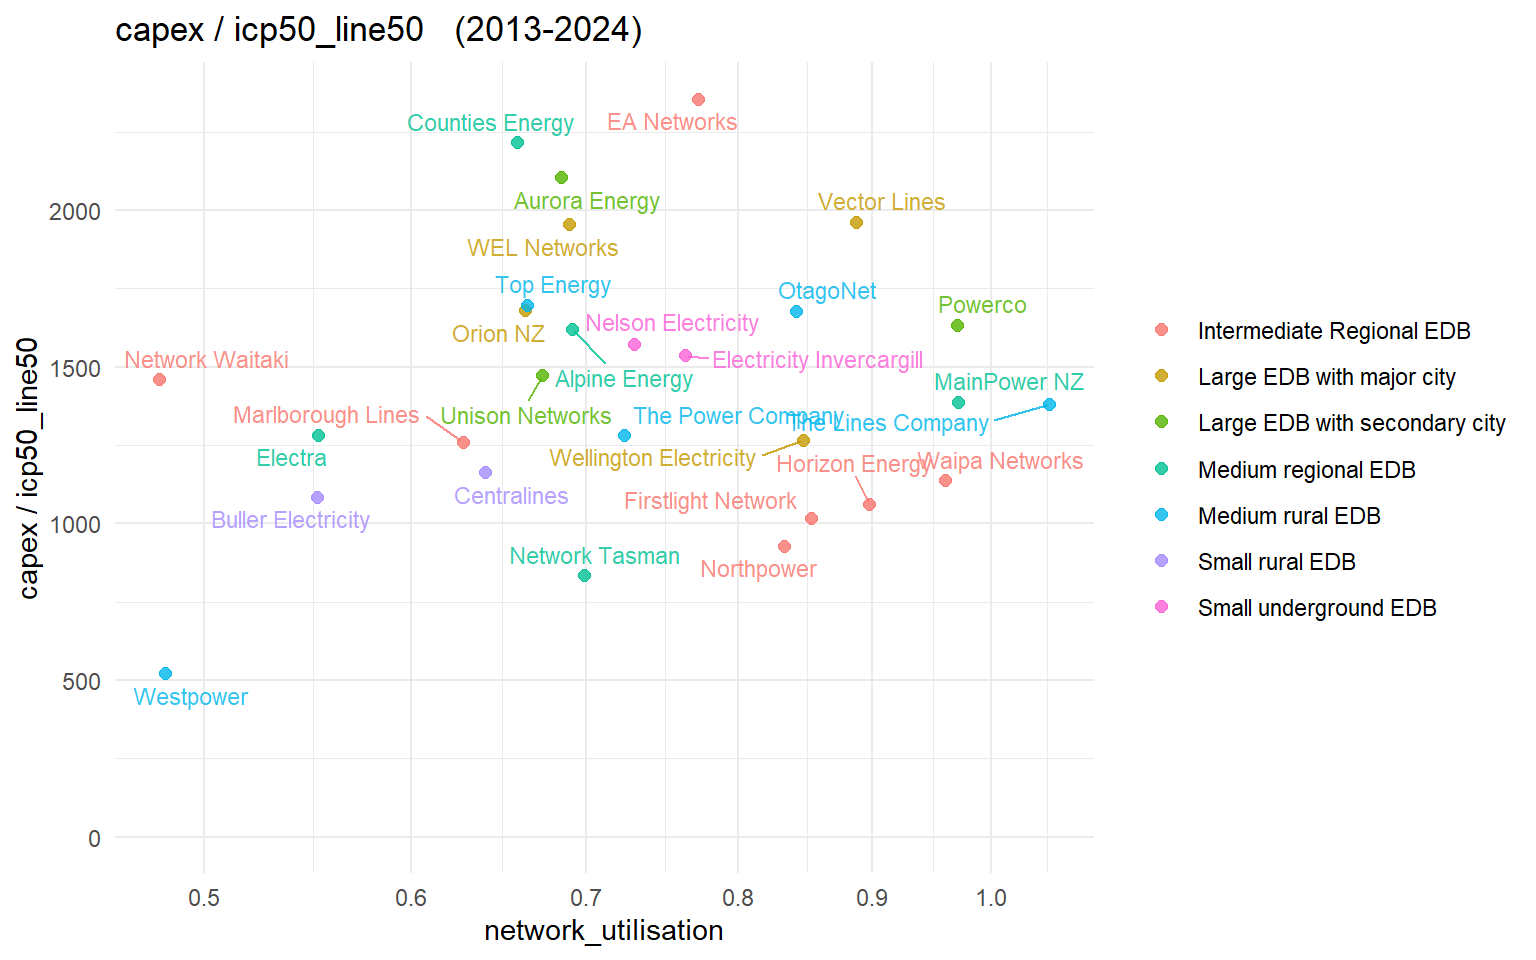 capex / icp50_line50   (2013-2024)
capex / icp50_line50
2000
1500
1000
500
0
EA Networks
Counties Energy
Aurora Energy
Vector Lines
WEL Networks
Top Energy
OtagoNet
Powerco
Orion NZ
Nelson Electricity
Network Waitaki
Electricity Invercargill
Alpine Energy
MainPower NZ
Marlborough Lines
Unison Networks
The Power Company
The Lines Company
Electra
Wellington Electricity
Horizon Energy
Waipa Networks
Centralines
Firstlight Network
Buller Electricity
Network Tasman
Northpower
Westpower
0.5
0.6
0.7
0.8
0.9
1.0
network_utilisation
Intermediate Regional EDB
Large EDB with major city
Large EDB with secondary city
Medium regional EDB
Medium rural EDB
Small rural EDB
Small underground EDB